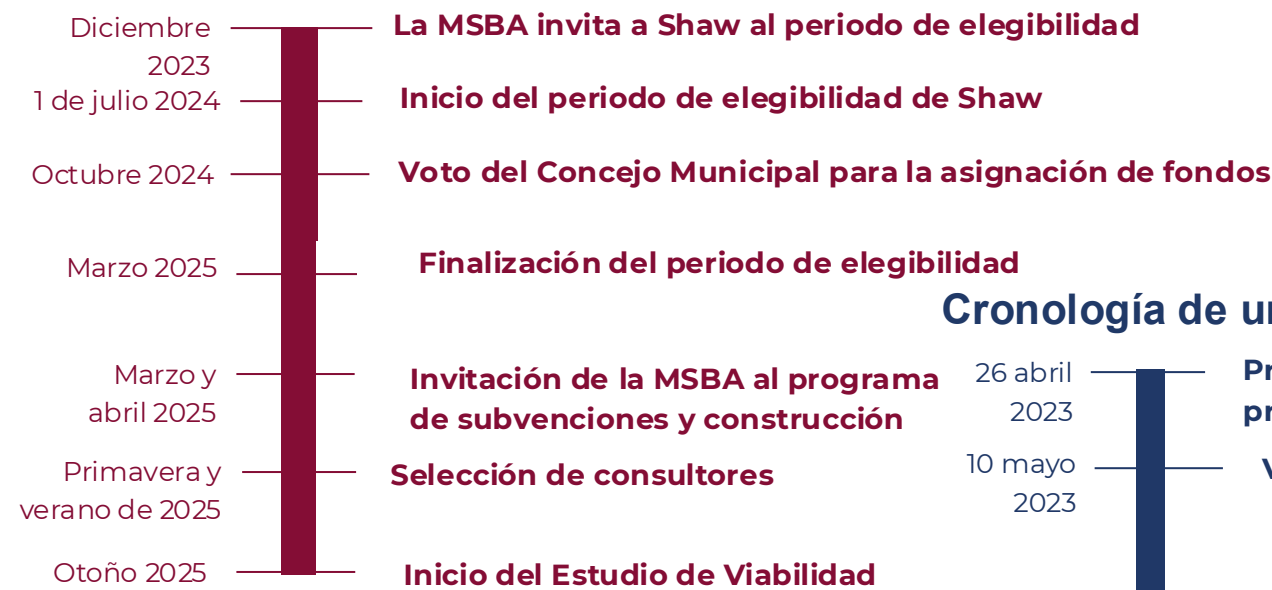 Diciembre
2023
La MSBA invita a Shaw al periodo de elegibilidad
1 de julio 2024
Inicio del periodo de elegibilidad de Shaw
Octubre 2024
Voto del Concejo Municipal para la asignación de fondos
Marzo 2025
Finalización del periodo de elegibilidad
Marzo y
abril 2025
Invitación de la MSBA al programa
de subvenciones y construcción
Primavera y
verano de 2025
Selección de consultores
Otoño 2025
Inicio del Estudio de Viabilidad
Cronología de
26 abril
2023
10 mayo
2023